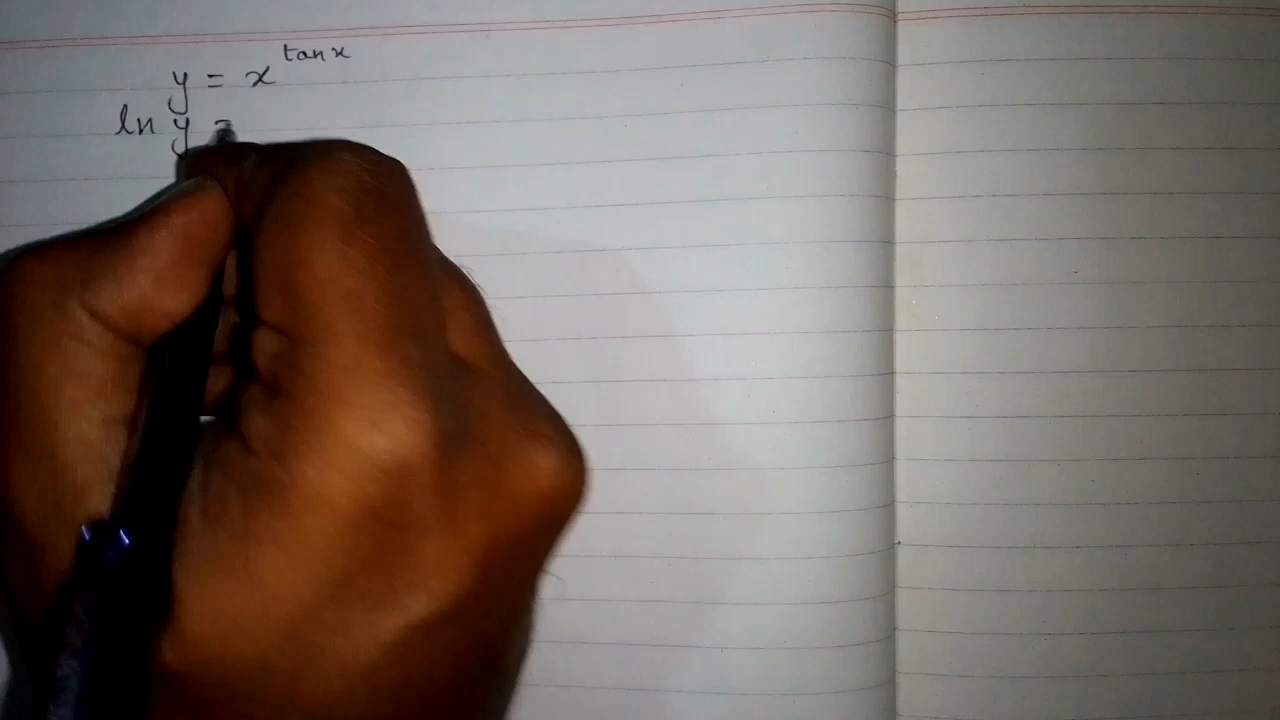 y = x^tan x
ln y =